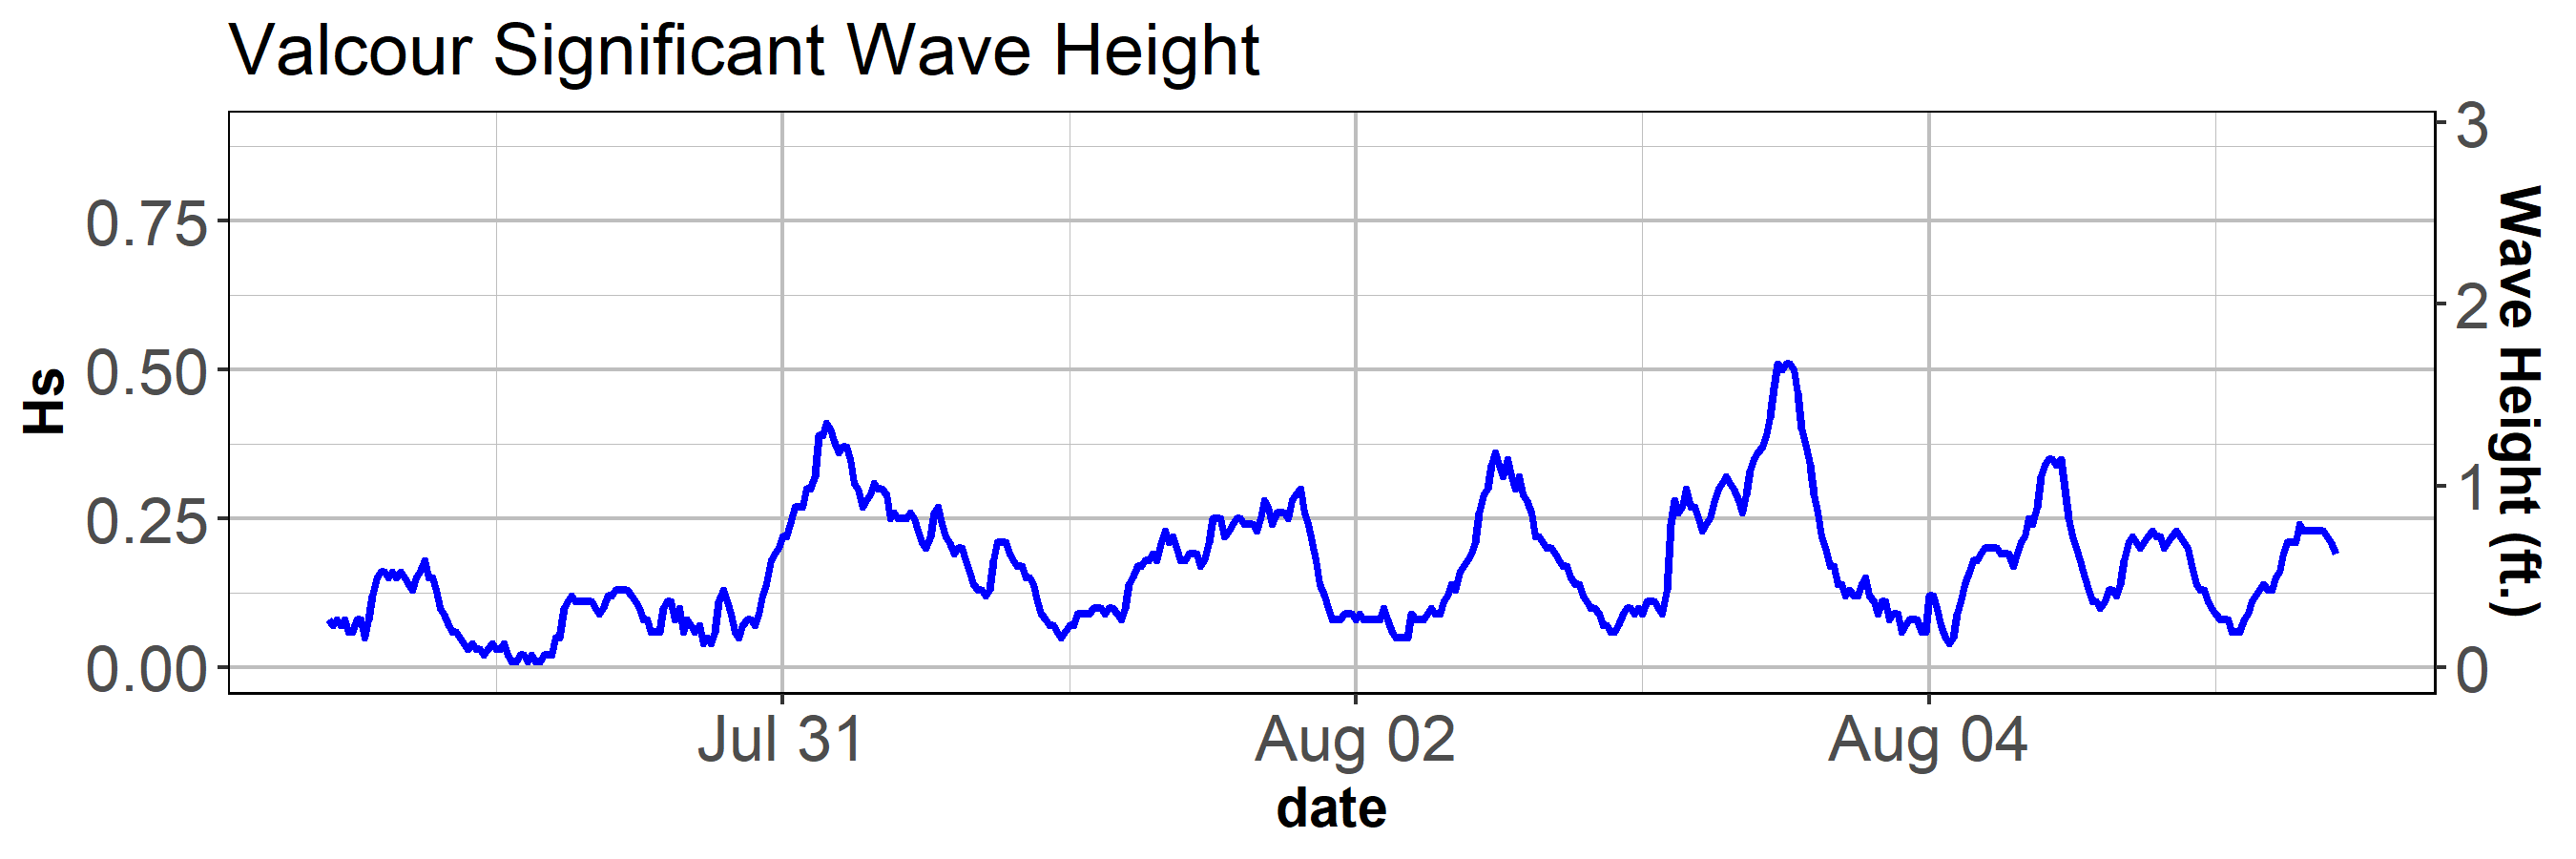 Valcour Significant Wave Height
Hs
0.75
0.50
0.25
0.00
3
2
1
0
Wave Height (ft.)
Jul 31
Aug 02
Aug 04
date